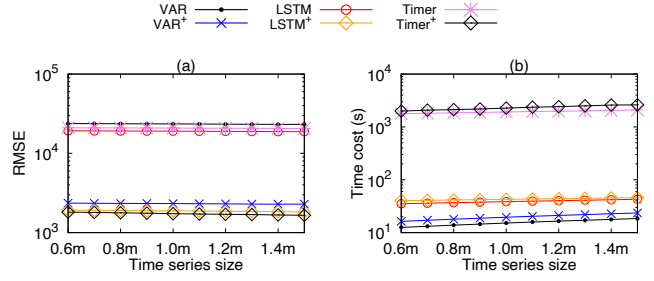 VAR LSTM Timer
VAR+ LSTM+ Timer+
(a) (b)
10^5 10^4
10^4 10^3
10^3 10^2
10^1
RMSE
Time cost (s)
0.6m 0.8m 1.0m 1.2m 1.4m 0.6m 0.8m 1.0m 1.2m 1.4m
Time series size Time series size